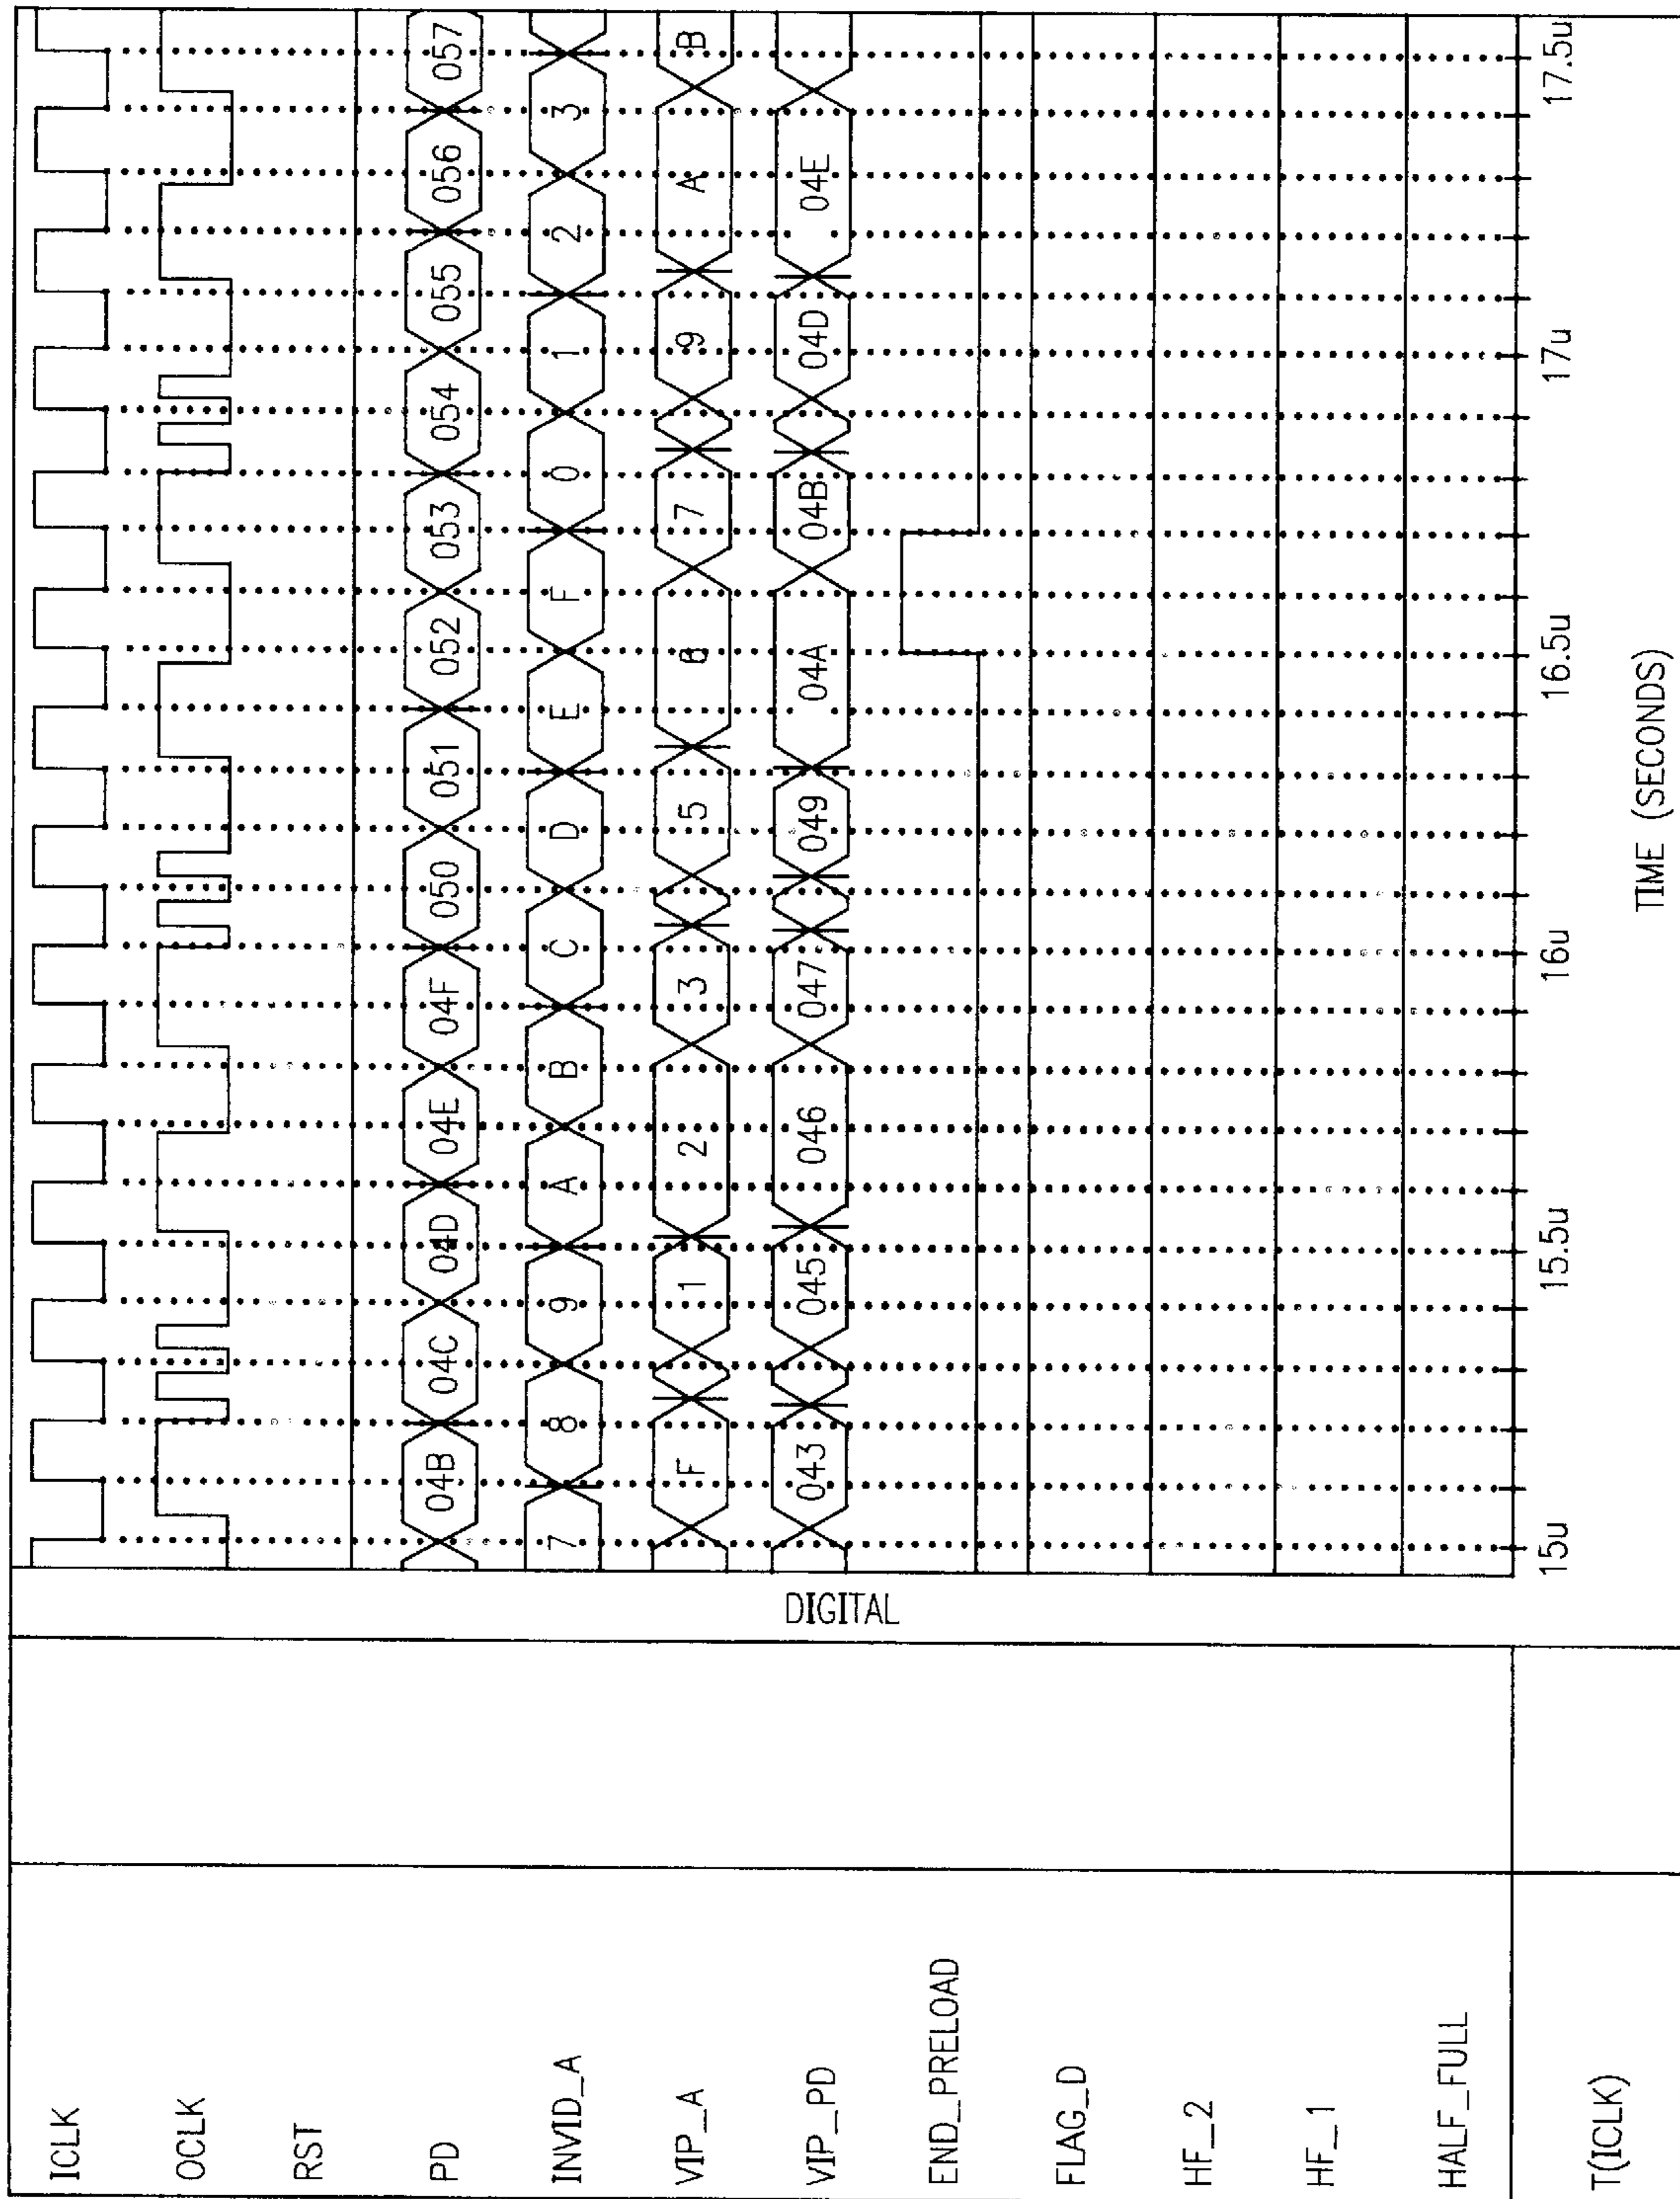 ICLK
OCLK
RST
PD 04B 04C 04D 04E 04F 050 051 052 053 054 055 056 057
INVID_A 7 8 9 A B C D E F 0 1 2 3
VIP_A F 1 2 3 5 6 7 9 A B
VIP_PD 043 045 046 047 049 04A 04B 04D 04E
END_PRELOAD
FLAG_D
HF_2
HF_1
HALF_FULL
DIGITAL
T(ICLK) 15u 15.5u 16u 16.5u 17u 17.5u
TIME (SECONDS)